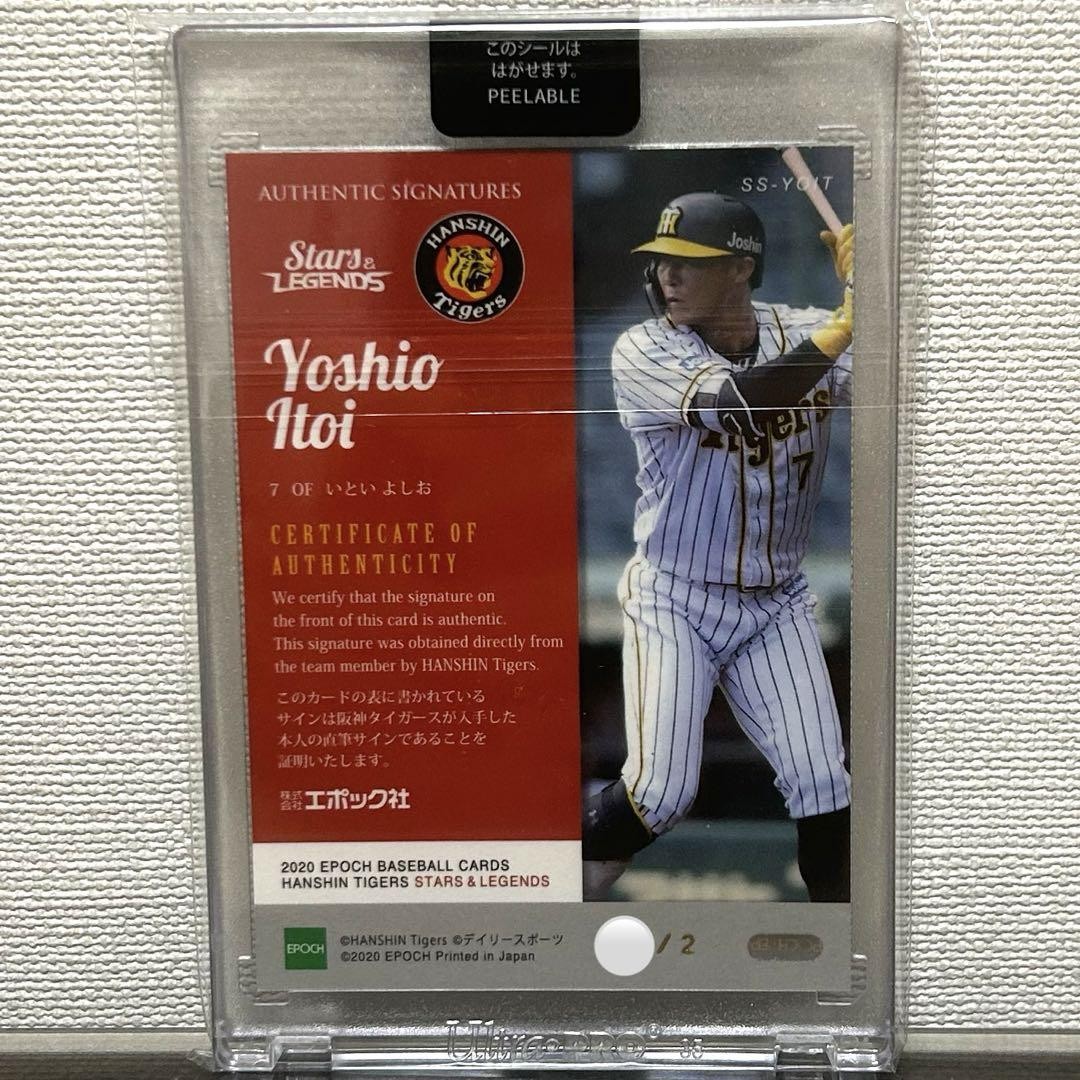 このシールは
はがせます。
PEELABLE
AUTHENTIC SIGNATURES
SS-YOIT
Stars &
LEGENDS
HANSHIN
Tigers
Joshin
Yoshio
Itoi
Tigers
7
7 OF いとい よしお
CERTIFICATE OF
AUTHENTICITY
We certify that the signature on
the front of this card is authentic.
This signature was obtained directly from
the team member by HANSHIN Tigers.
このカードの表に書かれている
サインは阪神タイガースが入手した
本人の直筆サインであることを
証明いたします。
株式会社 エポック社
2020 EPOCH BASEBALL CARDS
HANSHIN TIGERS STARS & LEGENDS
EPOCH
©HANSHIN Tigers ©デイリースポーツ
©2020 EPOCH Printed in Japan
/ 2
Ultra PRO®